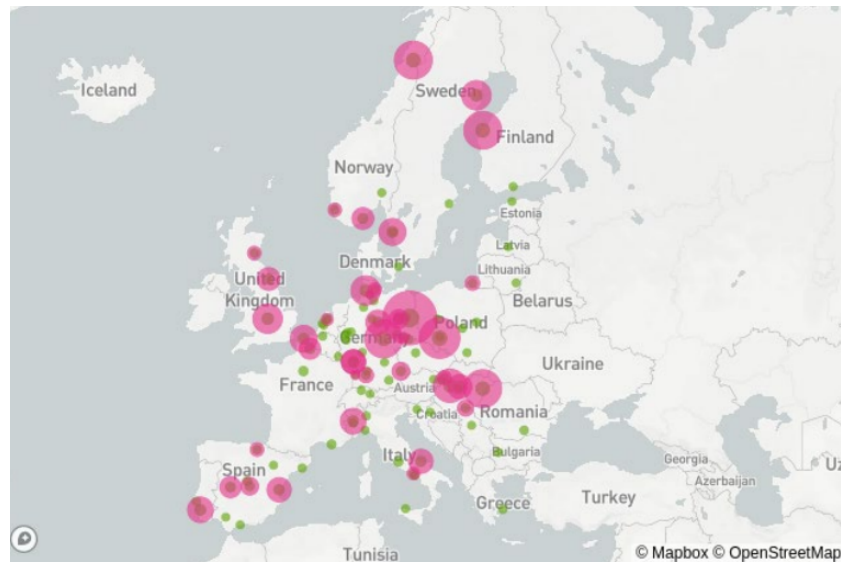 Iceland
Sweden
Finland
Norway
Estonia
Latvia
Denmark
Lithuania
United
Kingdom
Belarus
Poland
Germany
Ukraine
France
Austria
Croatia
Romania
Italy
Bulgaria
Georgia
Uz
Spain
Azerbaijan
Greece
Turkey
Tunisia
© Mapbox © OpenStreetMap